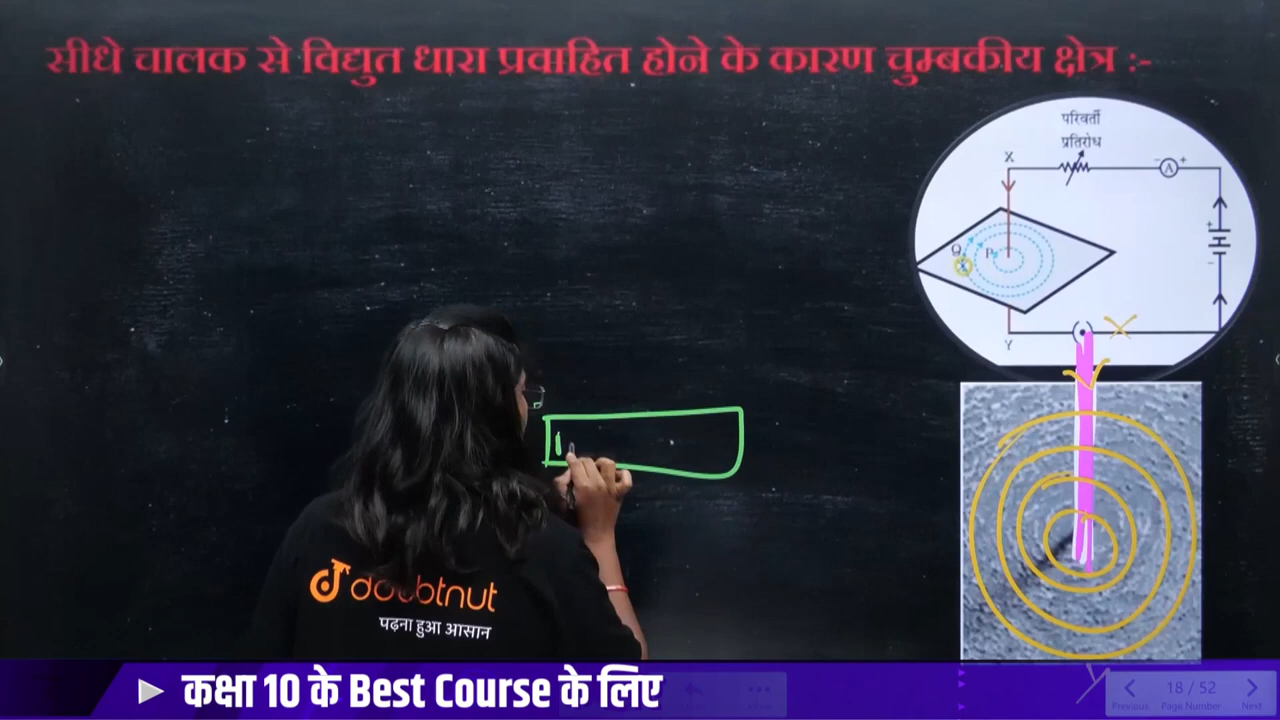 सीधे चालक से विद्युत धारा प्रवाहित होने के कारण चुम्बकीय क्षेत्र :-
परिवर्ती
प्रतिरोध
X
A
Q
P
Y
doubtnut
पढ़ना हुआ आसान
कक्षा 10 के Best Course के लिए
18 / 52
Previous
Page Number
Next